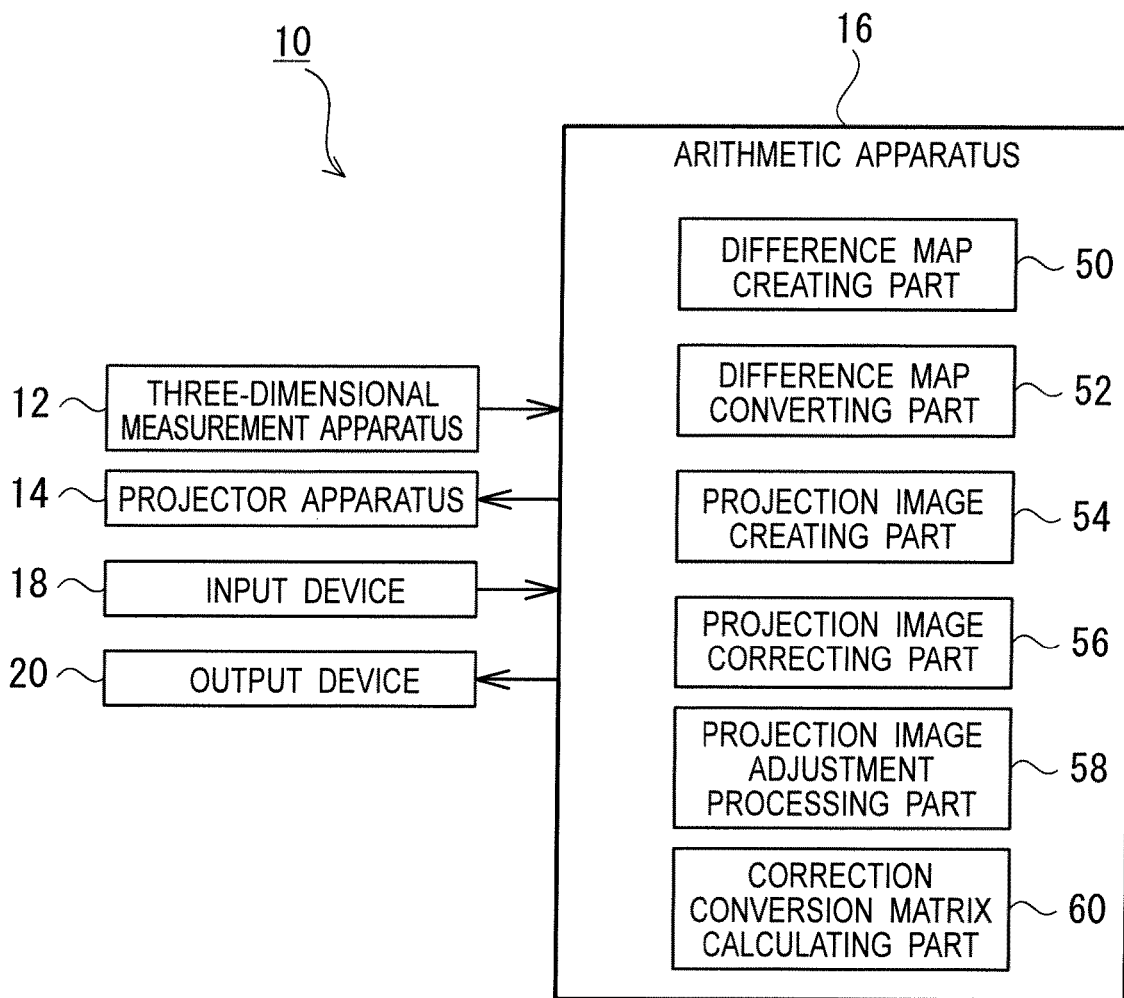 10
16
ARITHMETIC APPARATUS
DIFFERENCE MAP
CREATING PART
50
DIFFERENCE MAP
CONVERTING PART
52
PROJECTION IMAGE
CREATING PART
54
PROJECTION IMAGE
CORRECTING PART
56
PROJECTION IMAGE
ADJUSTMENT
PROCESSING PART
58
CORRECTION
CONVERSION MATRIX
CALCULATING PART
60
12
THREE-DIMENSIONAL
MEASUREMENT APPARATUS
14
PROJECTOR APPARATUS
18
INPUT DEVICE
20
OUTPUT DEVICE